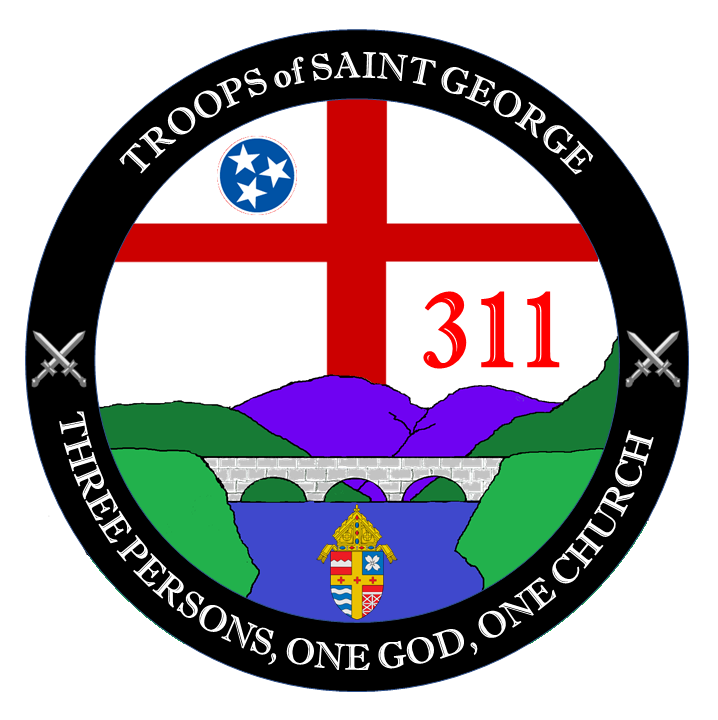 TROOPS of SAINT GEORGE
311
THREE PERSONS, ONE GOD, ONE CHURCH